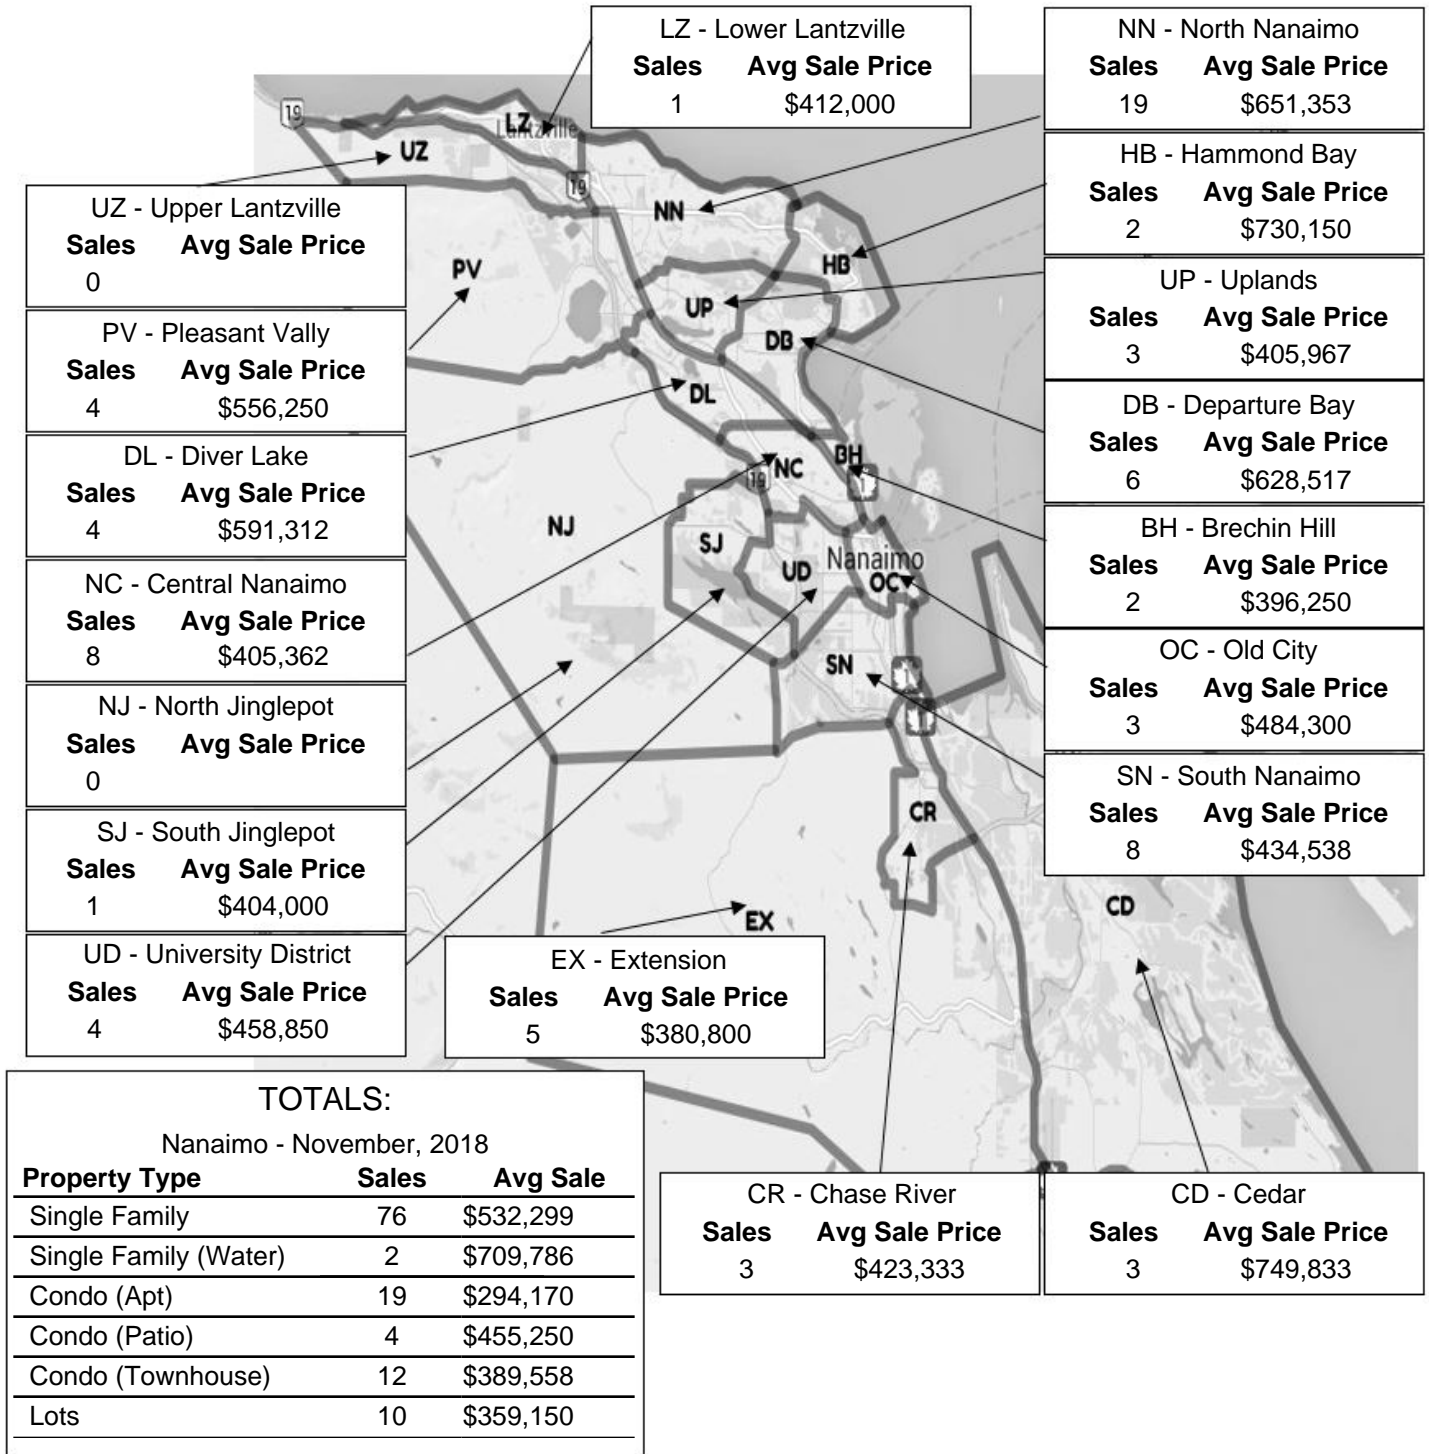 LZ - Lower Lantzville
Sales Avg Sale Price
1 $412,000
NN - North Nanaimo
Sales Avg Sale Price
19 $651,353
HB - Hammond Bay
Sales Avg Sale Price
2 $730,150
UP - Uplands
Sales Avg Sale Price
3 $405,967
DB - Departure Bay
Sales Avg Sale Price
6 $628,517
BH - Brechin Hill
Sales Avg Sale Price
2 $396,250
OC - Old City
Sales Avg Sale Price
3 $484,300
SN - South Nanaimo
Sales Avg Sale Price
8 $434,538
UZ - Upper Lantzville
Sales Avg Sale Price
0
PV - Pleasant Vally
Sales Avg Sale Price
4 $556,250
DL - Diver Lake
Sales Avg Sale Price
4 $591,312
NC - Central Nanaimo
Sales Avg Sale Price
8 $405,362
NJ - North Jinglepot
Sales Avg Sale Price
0
SJ - South Jinglepot
Sales Avg Sale Price
1 $404,000
UD - University District
Sales Avg Sale Price
4 $458,850
EX - Extension
Sales Avg Sale Price
5 $380,800
CR - Chase River
Sales Avg Sale Price
3 $423,333
CD - Cedar
Sales Avg Sale Price
3 $749,833
19
LZ
Lantzville
UZ
19
NN
PV
HB
UP
DB
DL
BH
NC
19
1
NJ
SJ
UD
Nanaimo
OC
SN
CR
CD
EX
TOTALS:
Nanaimo - November, 2018
Property Type Sales Avg Sale
Single Family 76 $532,299
Single Family (Water) 2 $709,786
Condo (Apt) 19 $294,170
Condo (Patio) 4 $455,250
Condo (Townhouse) 12 $389,558
Lots 10 $359,150